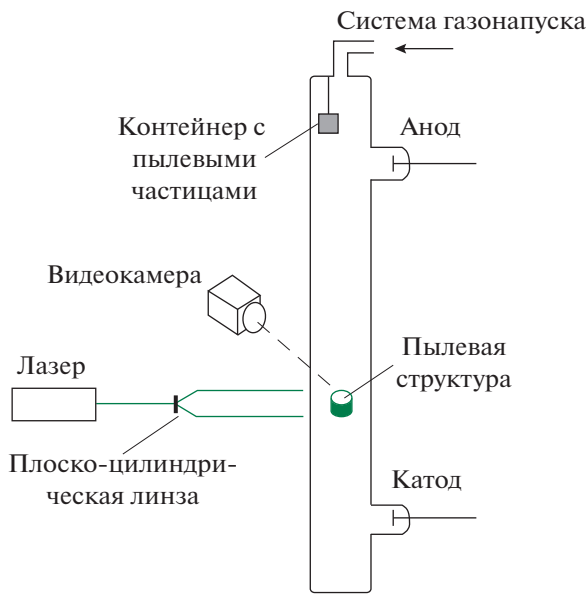 Система газонапуска
Контейнер с
пылевыми
частицами
Анод
Видеокамера
Лазер
Пылевая
структура
Плоско-цилиндри-
ческая линза
Катод